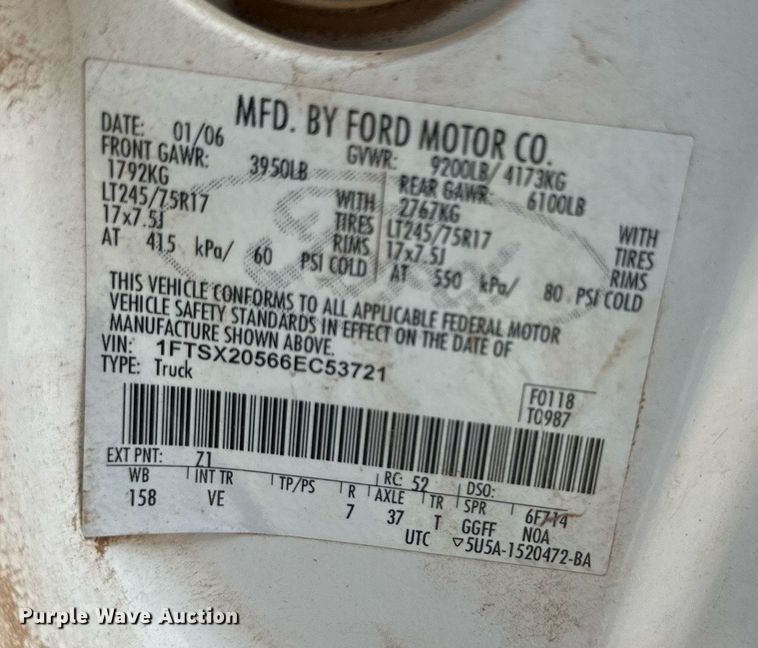 MFD. BY FORD MOTOR CO.
DATE: 01/06 GVWR: 9200LB/ 4173KG
FRONT GAWR: 3950LB REAR GAWR: 6100LB
1792KG WITH 2767KG WITH
LT245/75R17 TIRES LT245/75R17 TIRES
17x7.5J RIMS 17x7.5J RIMS
AT 415 kPa/ 60 PSI COLD AT 550 kPa/ 80 PSI COLD
THIS VEHICLE CONFORMS TO ALL APPLICABLE FEDERAL MOTOR
VEHICLE SAFETY STANDARDS IN EFFECT ON THE DATE OF
MANUFACTURE SHOWN ABOVE.
VIN: 1FTSX20566EC53721
TYPE: Truck
F0118
T0987
EXT PNT: Z1 RC: 52 DSO:
WB INT TR TP/PS R AXLE TR SPR 6F714
158 VE 7 37 T GGFF N0A
UTC ▽5U5A-1520472-BA
Purple Wave Auction